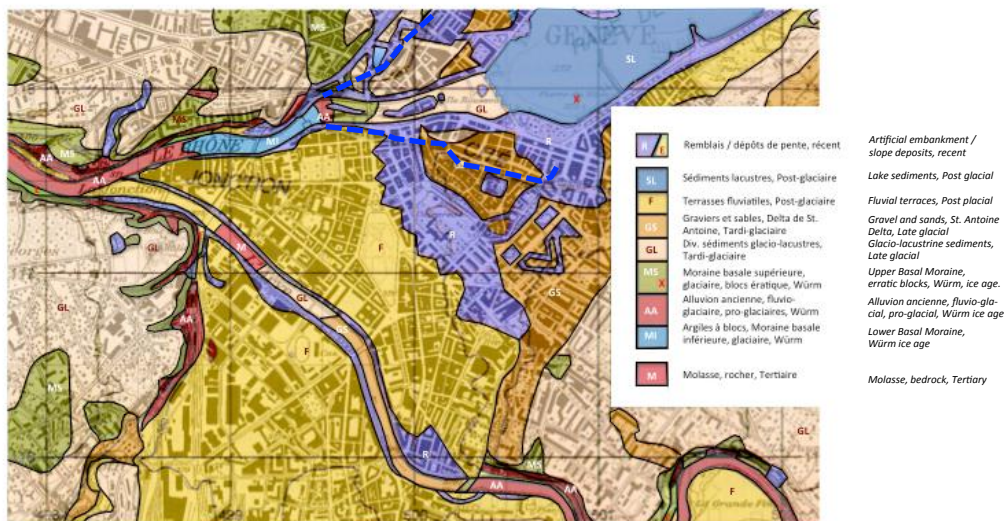 MS
GENÈVE
SL
X
GL
GL
MS
AA
AA
MS
LE RHÔNE
MI
AA
JONCTION
R
R
F
M
GL
GL
GS
GS
F
AA
MS
GL
R
MS
AA
AA
F
GL
R
E
Remblais / dépôts de pente, récent
Artificial embankment /
slope deposits, recent
SL
Sédiments lacustres, Post-glaciaire
Lake sediments, Post glacial
F
Terrasses fluviatiles, Post-glaciaire
Fluvial terraces, Post placial
GS
Graviers et sables, Delta de St.
Antoine, Tardi-glaciaire
Gravel and sands, St. Antoine
Delta, Late glacial
GL
Div. sédiments glacio-lacustres,
Tardi-glaciaire
Glacio-lacustrine sediments,
Late glacial
MS
X
Moraine basale supérieure,
glaciaire, blocs ératique, Würm
Upper Basal Moraine,
erratic blocks, Würm, ice age.
AA
Alluvion ancienne, fluvio-
glaciaire, pro-glaciaires, Würm
Alluvion ancienne, fluvio-gla-
cial, pro-glacial, Würm ice age
MI
Argiles à blocs, Moraine basale
inférieure, glaciaire, Würm
Lower Basal Moraine,
Würm ice age
M
Molasse, rocher, Tertiaire
Molasse, bedrock, Tertiary